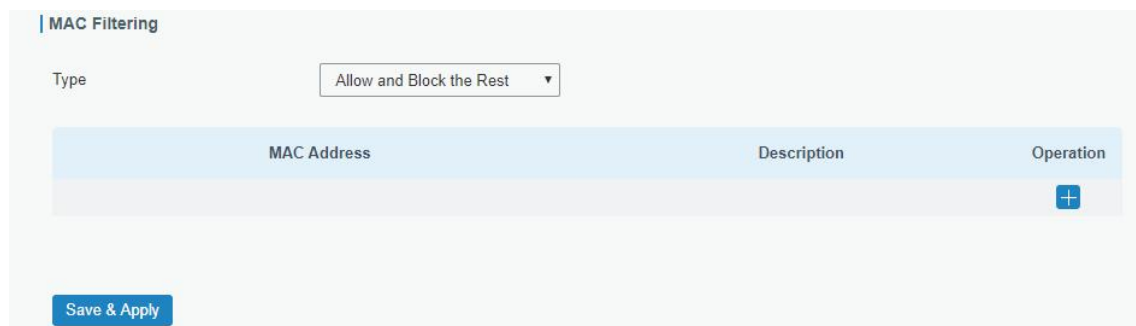 MAC Filtering
Type Allow and Block the Rest
MAC Address Description Operation
Save & Apply